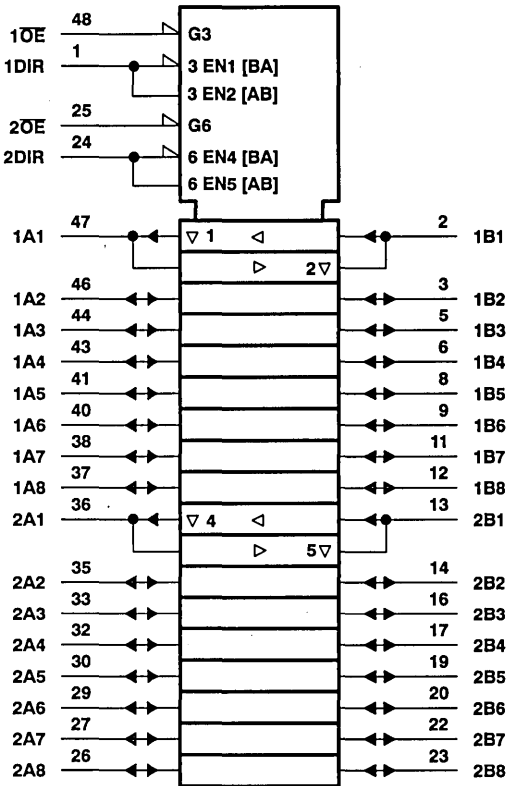 1OE 48 G3
1DIR 1 3 EN1 [BA]
3 EN2 [AB]
2OE 25 G6
2DIR 24 6 EN4 [BA]
6 EN5 [AB]
1A1 47 ▽ 1 ◁ 2 1B1
▷ 2 ▽
1A2 46 3 1B2
1A3 44 5 1B3
1A4 43 6 1B4
1A5 41 8 1B5
1A6 40 9 1B6
1A7 38 11 1B7
1A8 37 12 1B8
2A1 36 ▽ 4 ◁ 13 2B1
▷ 5 ▽
2A2 35 14 2B2
2A3 33 16 2B3
2A4 32 17 2B4
2A5 30 19 2B5
2A6 29 20 2B6
2A7 27 22 2B7
2A8 26 23 2B8